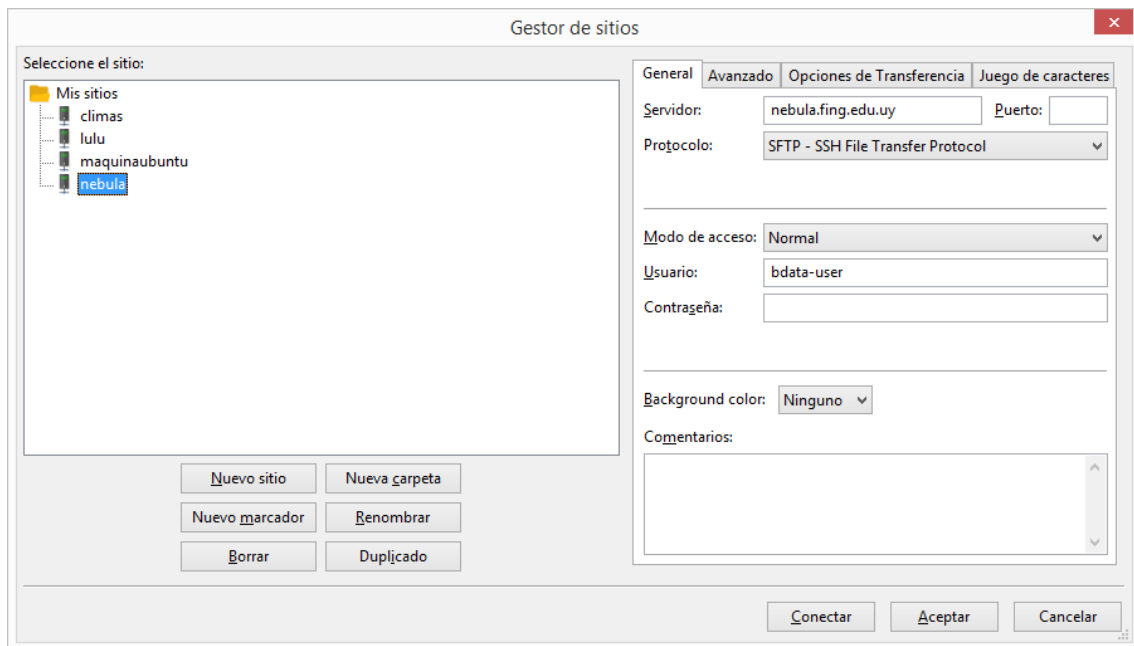 Gestor de sitios
Seleccione el sitio:
Mis sitios
climas
lulu
maquinaubuntu
nebula
Nuevo sitio Nueva carpeta
Nuevo marcador Renombrar
Borrar Duplicado
General Avanzado Opciones de Transferencia Juego de caracteres
Servidor: nebula.fing.edu.uy Puerto:
Protocolo: SFTP - SSH File Transfer Protocol
Modo de acceso: Normal
Usuario: bdata-user
Contraseña:
Background color: Ninguno
Comentarios:
Conectar Aceptar Cancelar